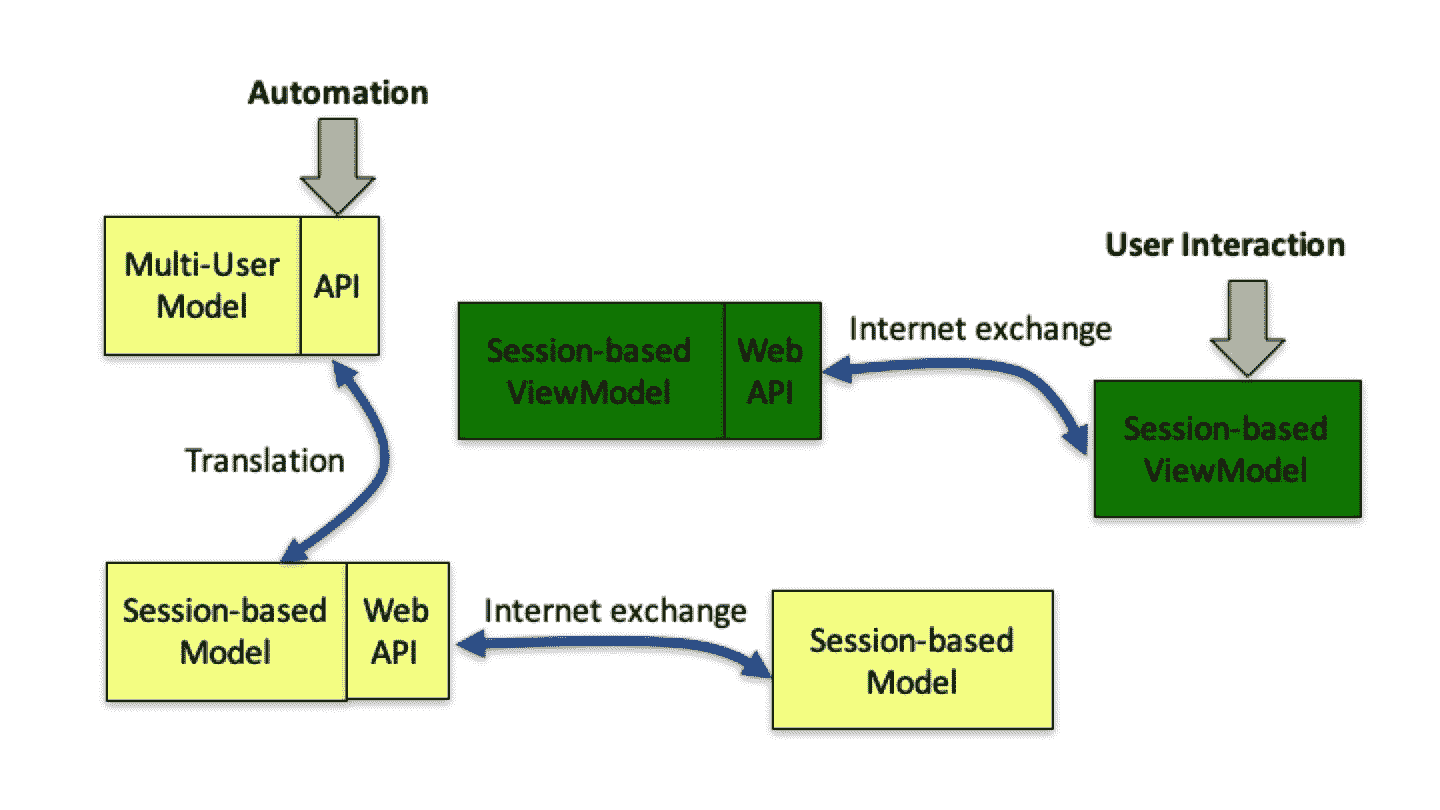 Automation
Multi-User
Model
API
User Interaction
Internet exchange
Session-based
ViewModel
Web
API
Session-based
ViewModel
Translation
Session-based
Model
Web
API
Internet exchange
Session-based
Model